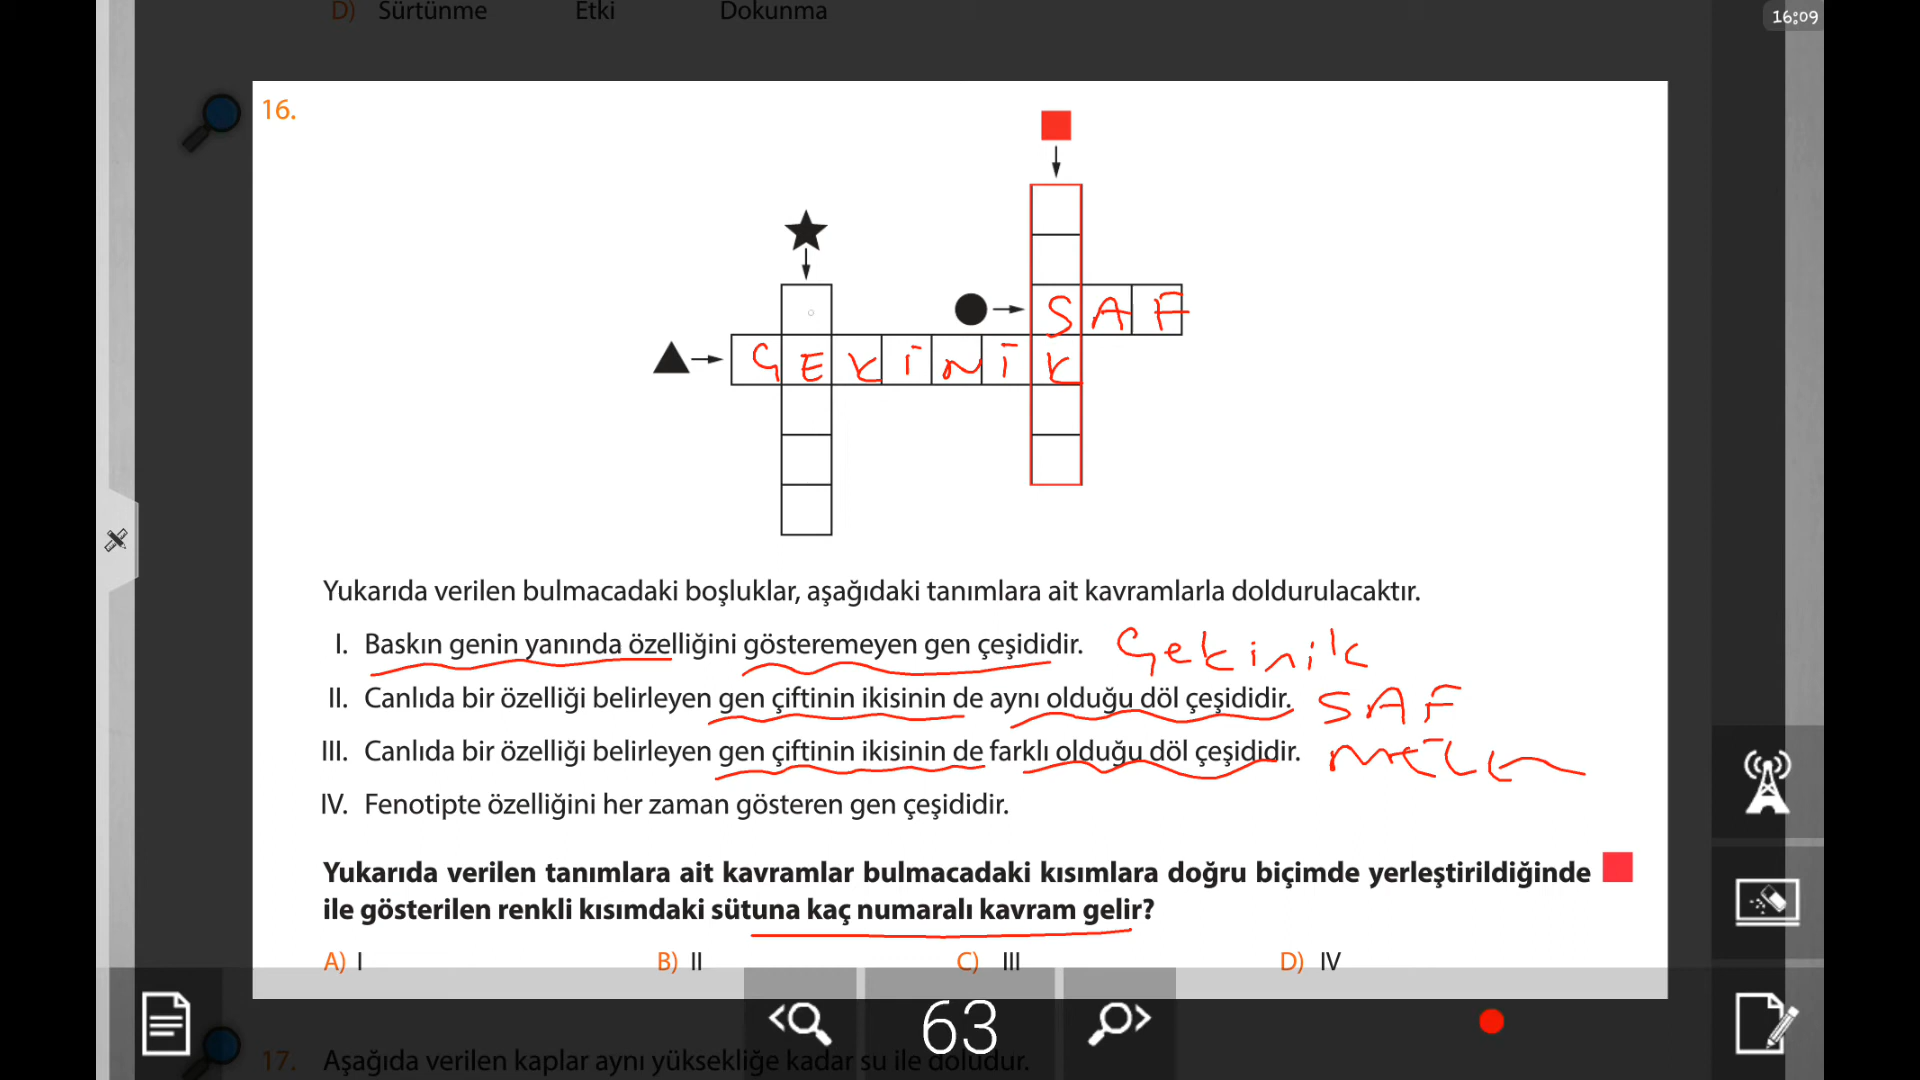 D) Sürtünme Etki Dokunma
16:09
16.
S A F
Ç E K İ N İ K
Yukarıda verilen bulmacadaki boşluklar, aşağıdaki tanımlara ait kavramlarla doldurulacaktır.
I. Baskın genin yanında özelliğini gösteremeyen gen çeşididir. Çekinik
II. Canlıda bir özelliği belirleyen gen çiftinin ikisinin de aynı olduğu döl çeşididir. SAF
III. Canlıda bir özelliği belirleyen gen çiftinin ikisinin de farklı olduğu döl çeşididir.
IV. Fenotipte özelliğini her zaman gösteren gen çeşididir.
Yukarıda verilen tanımlara ait kavramlar bulmacadaki kısımlara doğru biçimde yerleştirildiğinde
ile gösterilen renkli kısımdaki sütuna kaç numaralı kavram gelir?
A) I B) II C) III D) IV
63
17. Aşağıda verilen kaplar aynı yüksekliğe kadar su ile doludur.